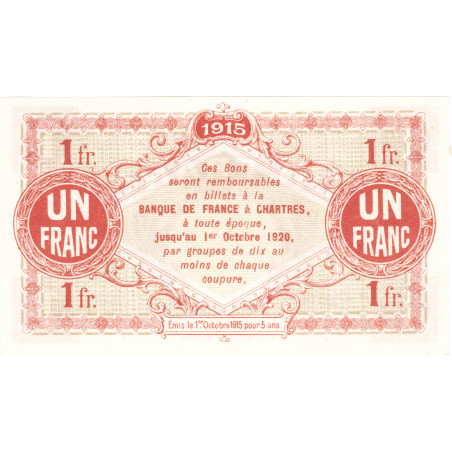 1915
1 fr. 1 fr.
Ces Bons
seront remboursables
en billets à la
BANQUE DE FRANCE à CHARTRES,
à toute époque,
jusqu'au 1er Octobre 1920,
par groupes de dix au
moins de chaque
coupure.
UN
FRANC
UN
FRANC
1 fr. 1 fr.
Émis le 1er Octobre 1915 pour 5 ans